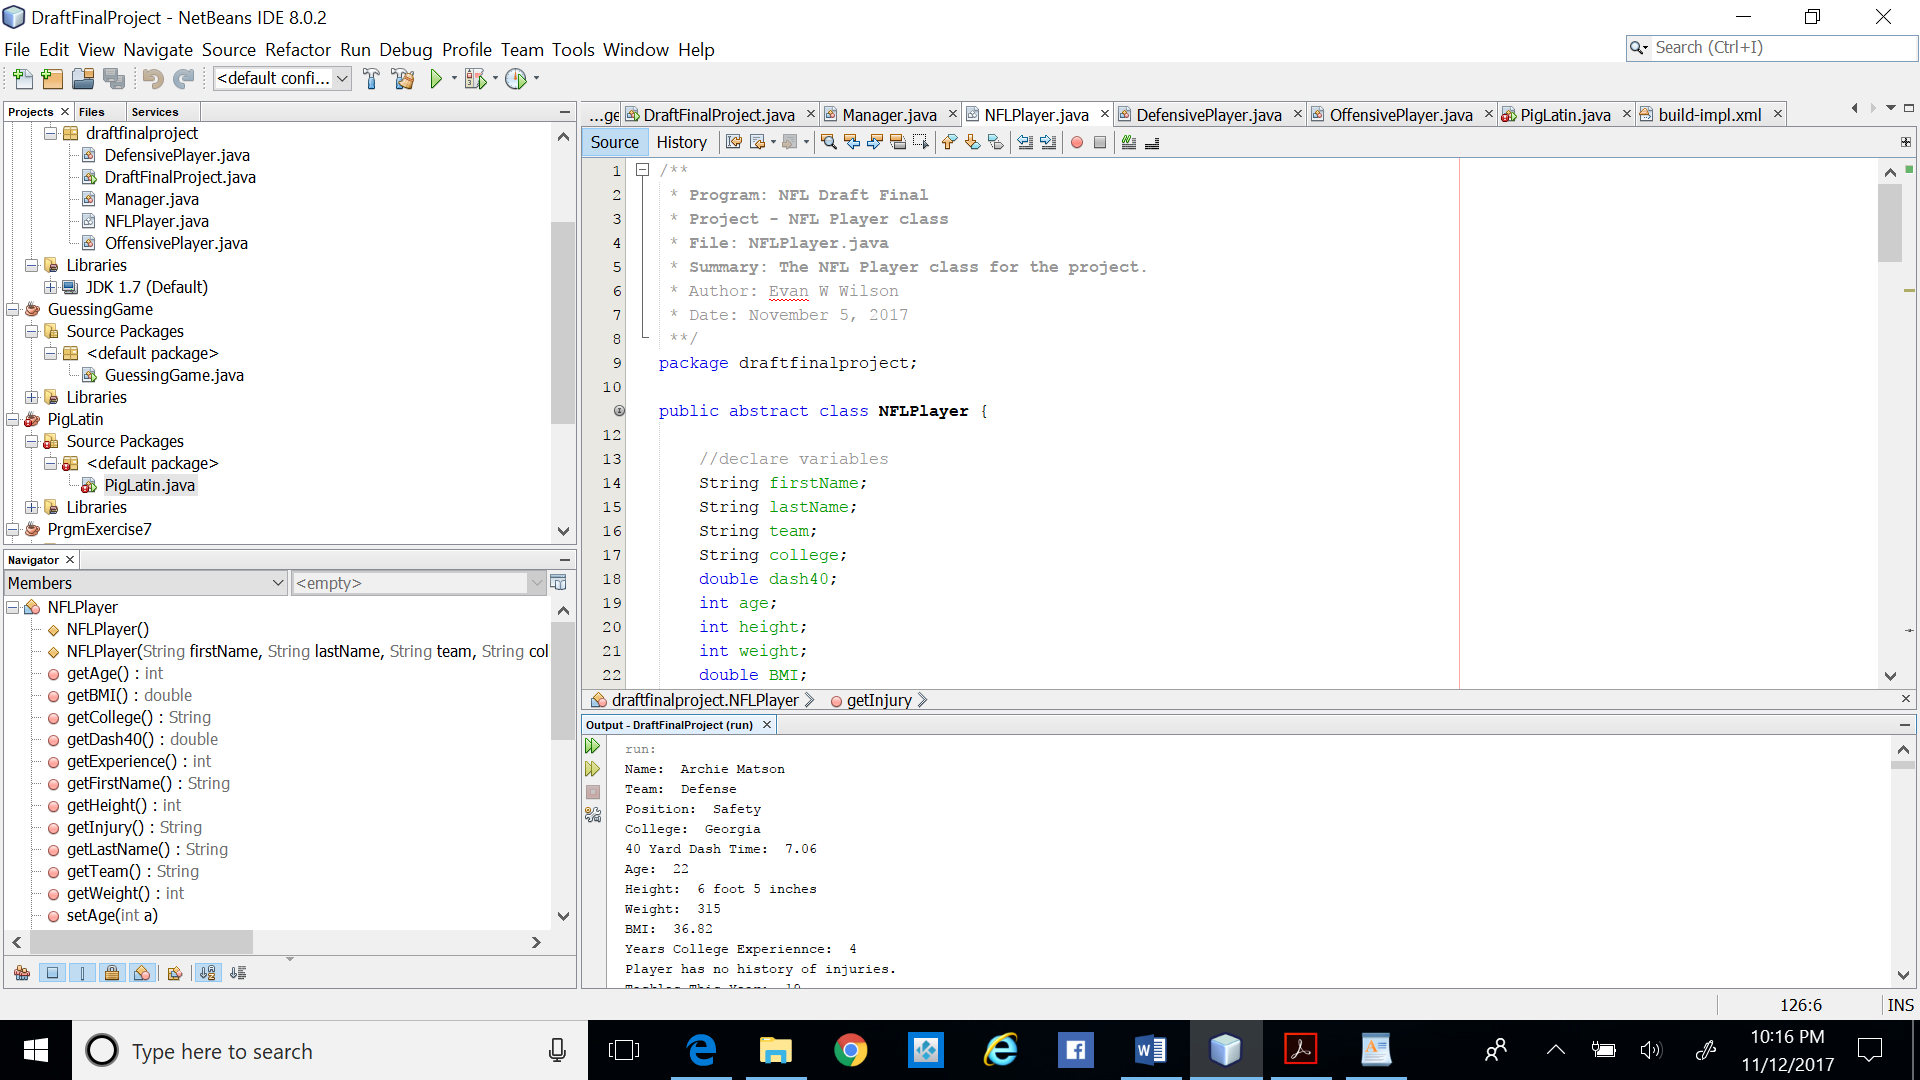 DraftFinalProject - NetBeans IDE 8.0.2
File Edit View Navigate Source Refactor Run Debug Profile Team Tools Window Help
Search (Ctrl+I)
<default confi...
Projects Files Services
draftfinalproject
DefensivePlayer.java
DraftFinalProject.java
Manager.java
NFLPlayer.java
OffensivePlayer.java
Libraries
JDK 1.7 (Default)
GuessingGame
Source Packages
<default package>
GuessingGame.java
Libraries
PigLatin
Source Packages
<default package>
PigLatin.java
Libraries
PrgmExercise7
Navigator
Members <empty>
NFLPlayer
NFLPlayer()
NFLPlayer(String firstName, String lastName, String team, String col
getAge() : int
getBMI() : double
getCollege() : String
getDash40() : double
getExperience() : int
getFirstName() : String
getHeight() : int
getInjury() : String
getLastName() : String
getTeam() : String
getWeight() : int
setAge(int a)
...ge DraftFinalProject.java Manager.java NFLPlayer.java DefensivePlayer.java OffensivePlayer.java PigLatin.java build-impl.xml
Source History
1 /**
2 * Program: NFL Draft Final
3 * Project - NFL Player class
4 * File: NFLPlayer.java
5 * Summary: The NFL Player class for the project.
6 * Author: Evan W Wilson
7 * Date: November 5, 2017
8 **/
9 package draftfinalproject;
10
public abstract class NFLPlayer {
12
13 //declare variables
14 String firstName;
15 String lastName;
16 String team;
17 String college;
18 double dash40;
19 int age;
20 int height;
21 int weight;
22 double BMI;
draftfinalproject.NFLPlayer getInjury
Output - DraftFinalProject (run)
run:
Name: Archie Matson
Team: Defense
Position: Safety
College: Georgia
40 Yard Dash Time: 7.06
Age: 22
Height: 6 foot 5 inches
Weight: 315
BMI: 36.82
Years College Experiennce: 4
Player has no history of injuries.
126:6 INS
Type here to search
10:16 PM
11/12/2017